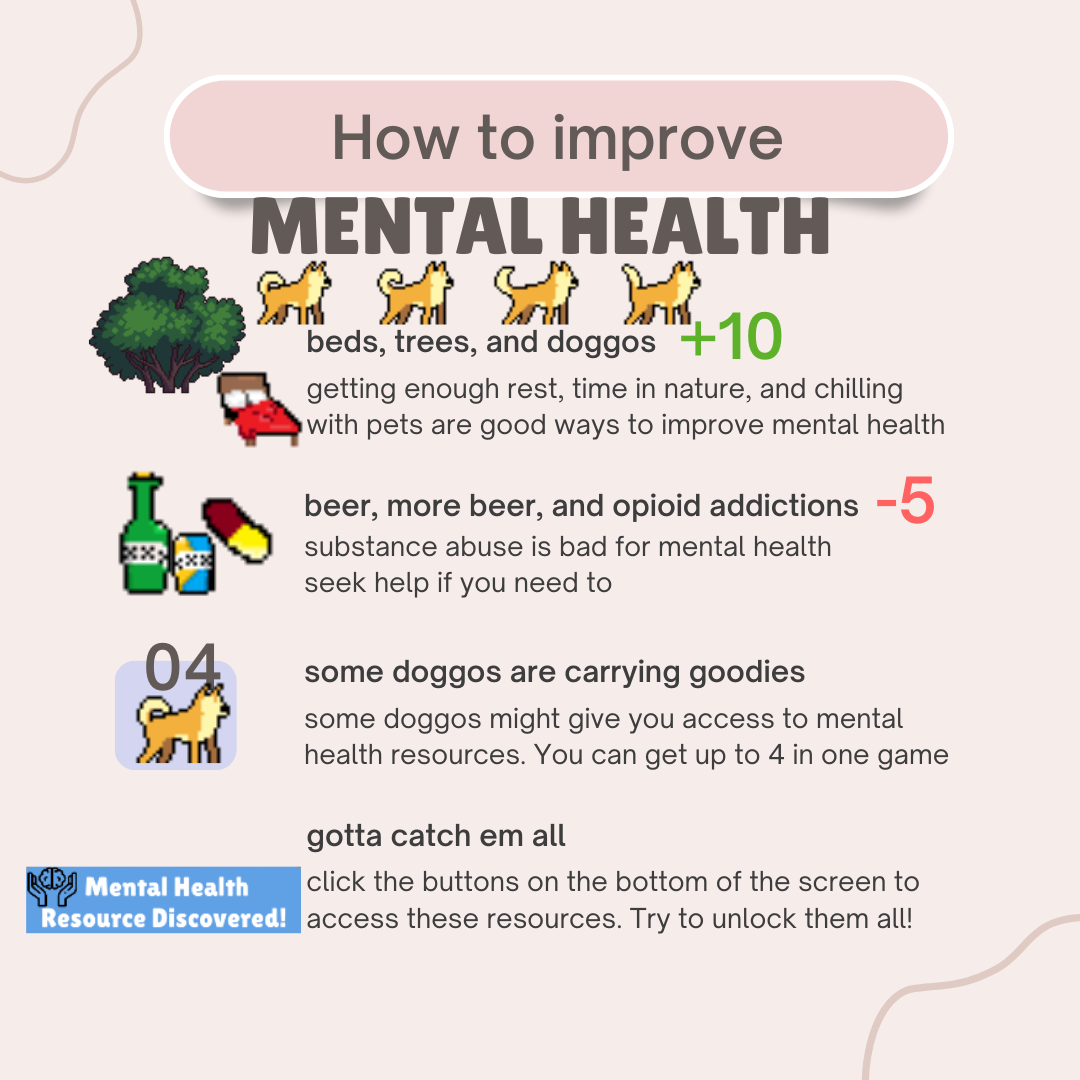 How to improve
MENTAL HEALTH
beds, trees, and doggos +10
getting enough rest, time in nature, and chilling
with pets are good ways to improve mental health
beer, more beer, and opioid addictions -5
substance abuse is bad for mental health
seek help if you need to
04
some doggos are carrying goodies
some doggos might give you access to mental
health resources. You can get up to 4 in one game
gotta catch em all
Mental Health
Resource Discovered!
click the buttons on the bottom of the screen to
access these resources. Try to unlock them all!